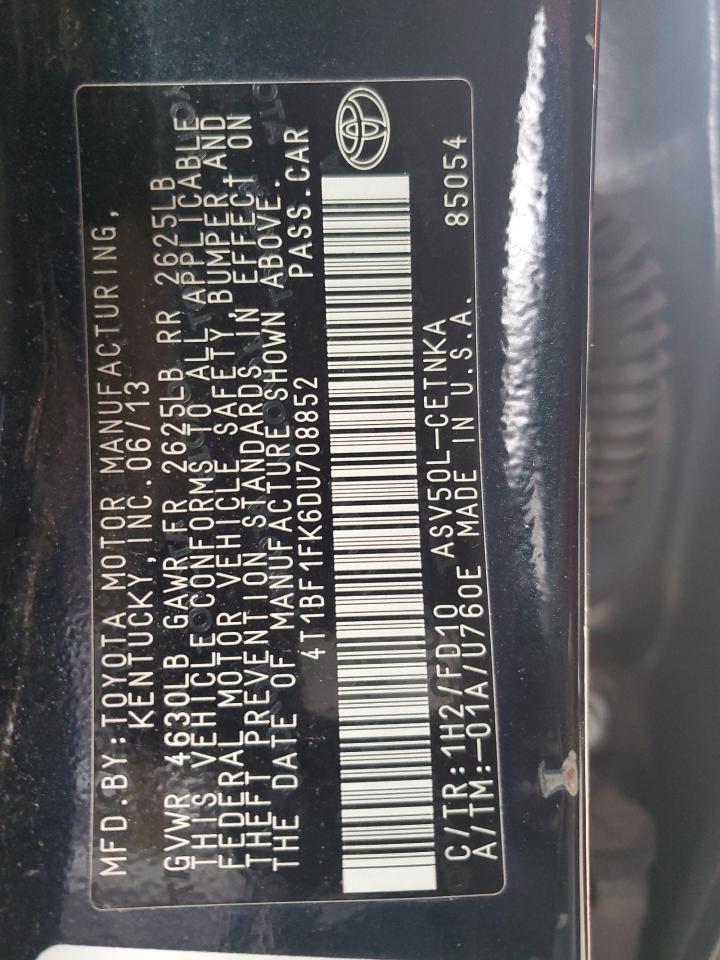 MFD.BY:TOYOTA MOTOR MANUFACTURING,
KENTUCKY,INC.06/13
GVWR 4630LB GAWR/FR 2625LB RR 2625LB
THIS VEHICLE CONFORMS TO ALL APPLICABLE
FEDERAL MOTOR VEHICLE SAFETY, BUMPER AND
THEFT PREVENTION STANDARDS IN EFFECT ON
THE DATE OF MANUFACTURE SHOWN ABOVE.
4T1BF1FK6DU708852 PASS.CAR
C/TR:1H2/FD10 ASV50L-CETNKA 85054
A/TM:-01A/U760E MADE IN U.S.A.